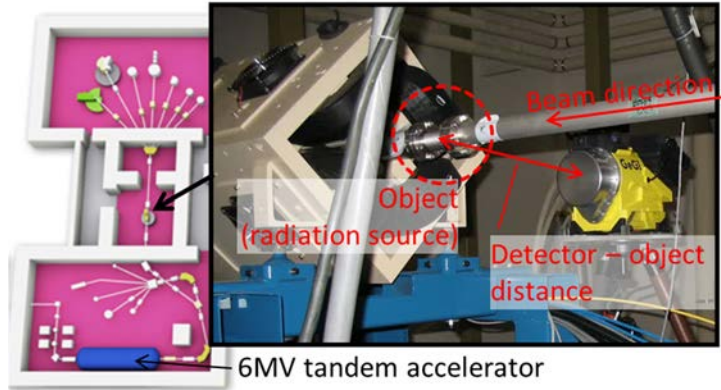 Beam direction
GeGI
Object
(radiation source)
Detector – object
distance
6MV tandem accelerator